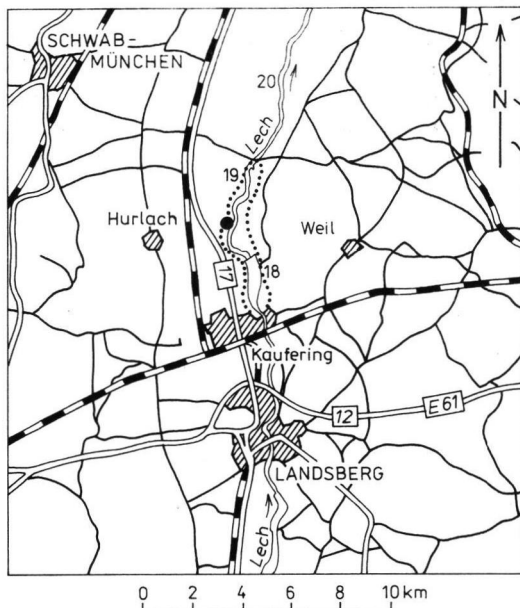 SCHWAB-
MÜNCHEN
20
N
Lech
19
Hurlach
Weil
17
18
Kaufering
12
E61
LANDSBERG
Lech
0 2 4 6 8 10 km